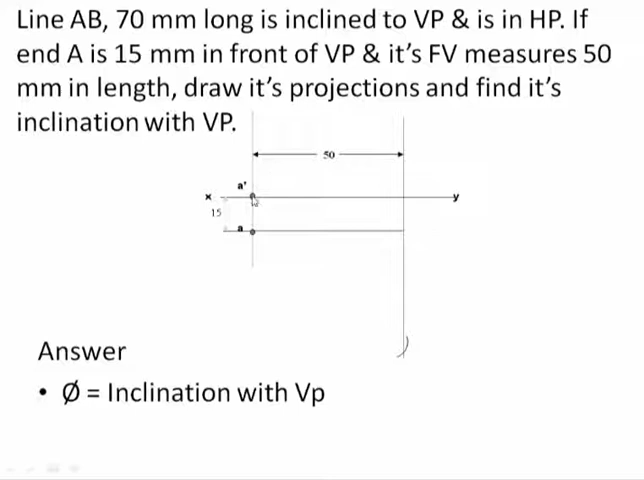 Line AB, 70 mm long is inclined to VP & is in HP. If
end A is 15 mm in front of VP & it's FV measures 50
mm in length, draw it's projections and find it's
inclination with VP.
50
a'
x
y
15
a
Answer
• Ø = Inclination with Vp